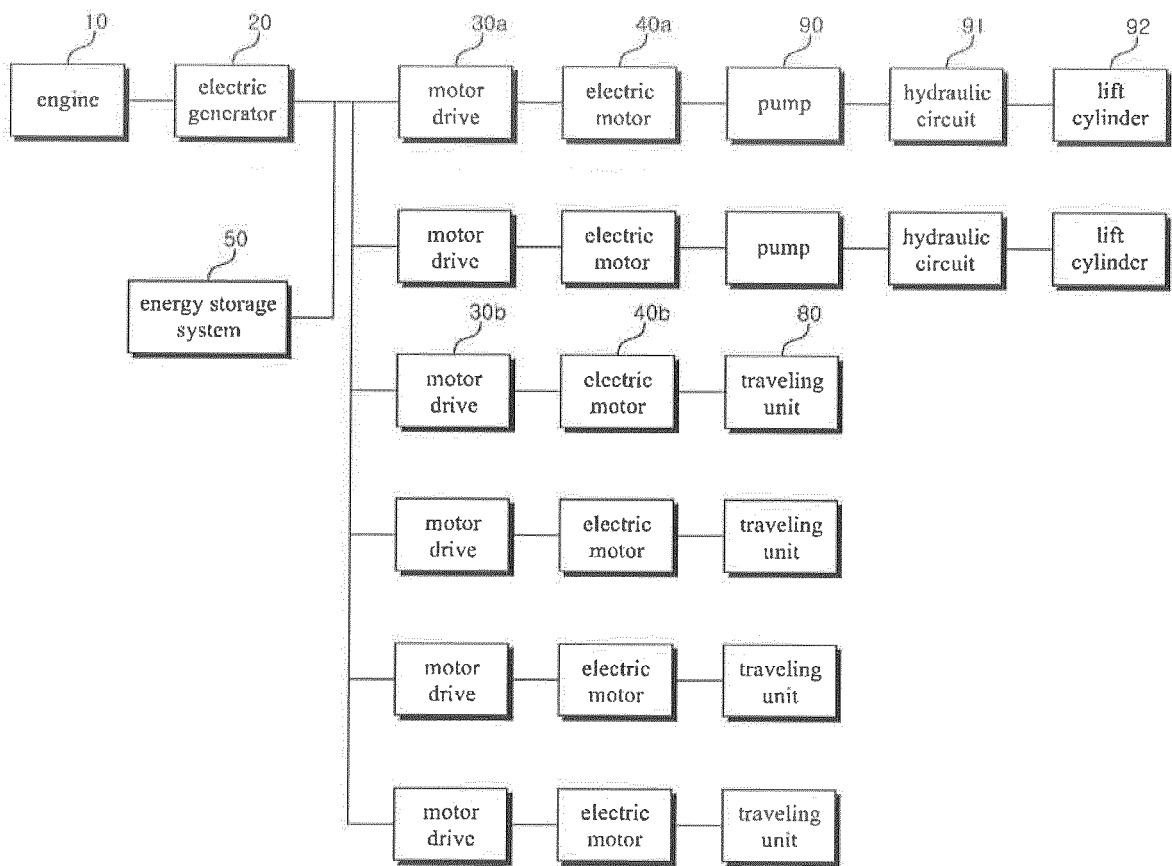 10 20 30a 40a 90 91 92
engine electric generator motor drive electric motor pump hydraulic circuit lift cylinder
motor drive electric motor pump hydraulic circuit lift cylinder
50
energy storage system
30b 40b 80
motor drive electric motor traveling unit
motor drive electric motor traveling unit
motor drive electric motor traveling unit
motor drive electric motor traveling unit